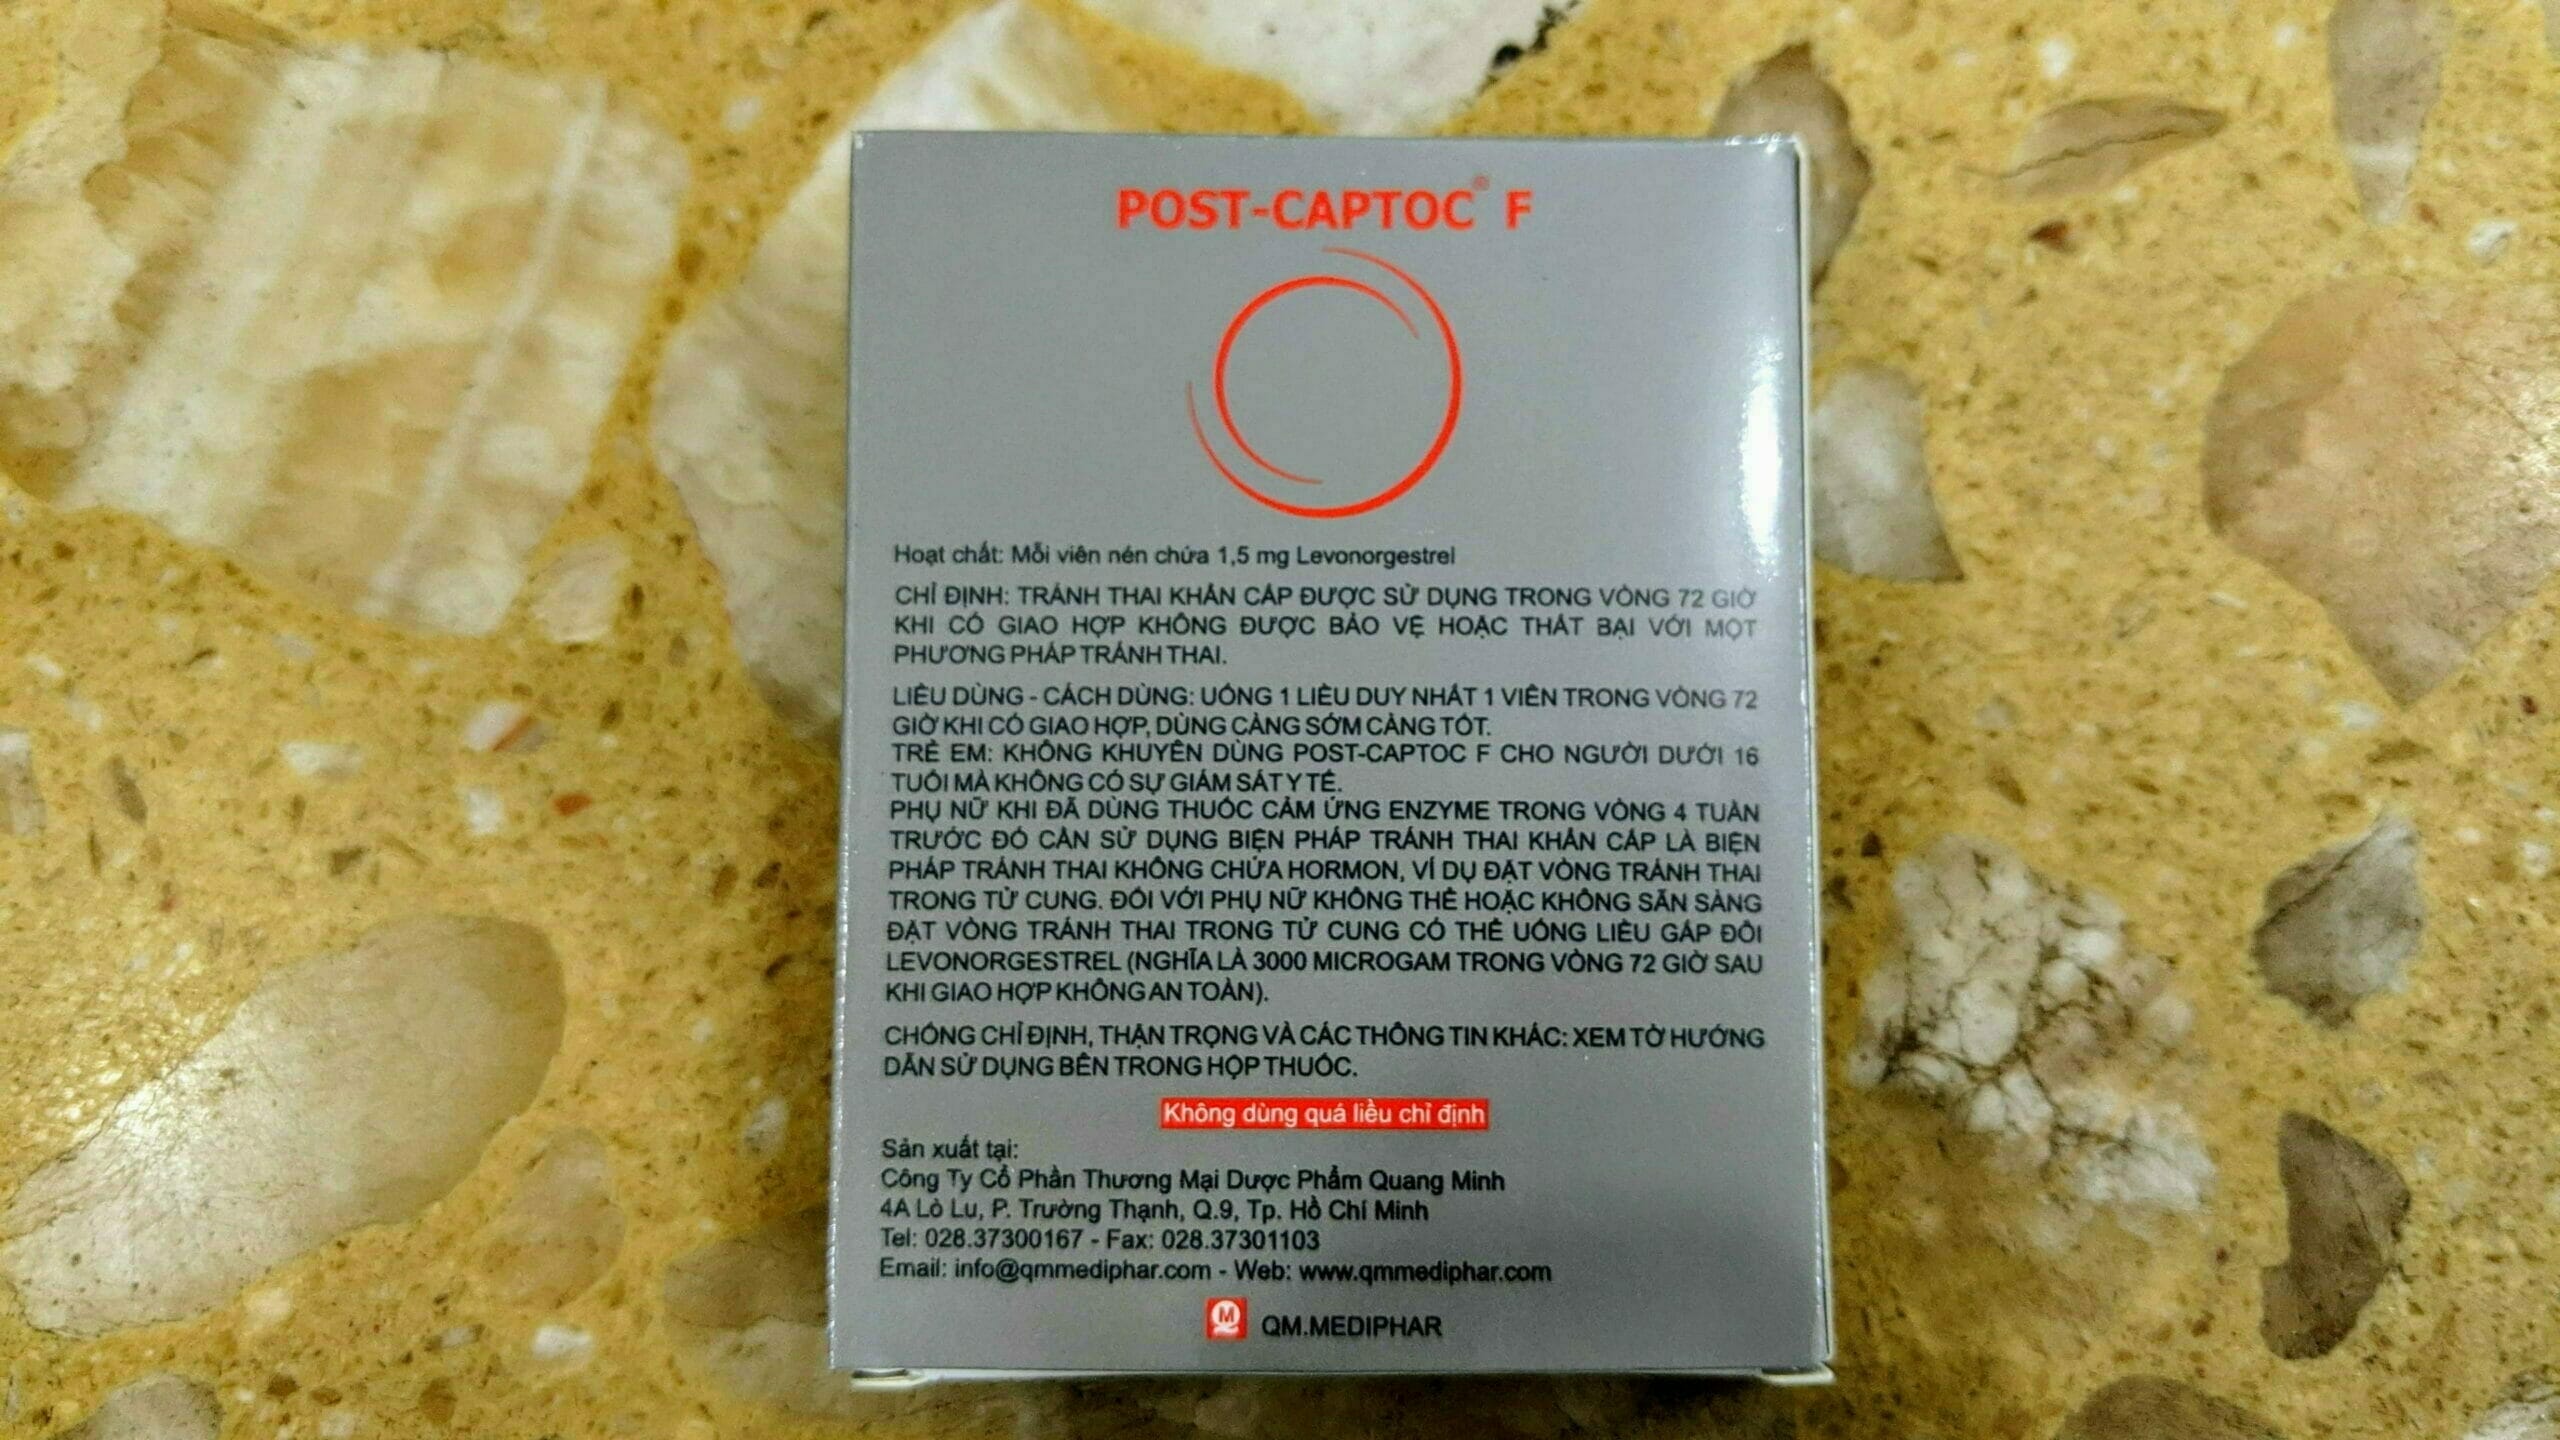 POST-CAPTOC® F
Hoạt chất: Mỗi viên nén chứa 1,5 mg Levonorgestrel
CHỈ ĐỊNH: TRÁNH THAI KHẨN CẤP ĐƯỢC SỬ DỤNG TRONG VÒNG 72 GIỜ
KHI CÓ GIAO HỢP KHÔNG ĐƯỢC BẢO VỆ HOẶC THẤT BẠI VỚI MỘT
PHƯƠNG PHÁP TRÁNH THAI.
LIỀU DÙNG - CÁCH DÙNG: UỐNG 1 LIỀU DUY NHẤT 1 VIÊN TRONG VÒNG 72
GIỜ KHI CÓ GIAO HỢP, DÙNG CÀNG SỚM CÀNG TỐT.
TRẺ EM: KHÔNG KHUYÊN DÙNG POST-CAPTOC F CHO NGƯỜI DƯỚI 16
TUỔI MÀ KHÔNG CÓ SỰ GIÁM SÁT Y TẾ.
PHỤ NỮ KHI ĐÃ DÙNG THUỐC CẢM ỨNG ENZYME TRONG VÒNG 4 TUẦN
TRƯỚC ĐÓ CẦN SỬ DỤNG BIỆN PHÁP TRÁNH THAI KHẨN CẤP LÀ BIỆN
PHÁP TRÁNH THAI KHÔNG CHỨA HORMON, VÍ DỤ ĐẶT VÒNG TRÁNH THAI
TRONG TỬ CUNG. ĐỐI VỚI PHỤ NỮ KHÔNG THỂ HOẶC KHÔNG SẴN SÀNG
ĐẶT VÒNG TRÁNH THAI TRONG TỬ CUNG CÓ THỂ UỐNG LIỀU GẤP ĐÔI
LEVONORGESTREL (NGHĨA LÀ 3000 MICROGAM TRONG VÒNG 72 GIỜ SAU
KHI GIAO HỢP KHÔNG AN TOÀN).
CHỐNG CHỈ ĐỊNH, THẬN TRỌNG VÀ CÁC THÔNG TIN KHÁC: XEM TỜ HƯỚNG
DẪN SỬ DỤNG BÊN TRONG HỘP THUỐC.
Không dùng quá liều chỉ định
Sản xuất tại:
Công Ty Cổ Phần Thương Mại Dược Phẩm Quang Minh
4A Lò Lu, P. Trường Thạnh, Q.9, Tp. Hồ Chí Minh
Tel: 028.37300167 - Fax: 028.37301103
Email: info@qmmediphar.com - Web: www.qmmediphar.com
QM.MEDIPHAR